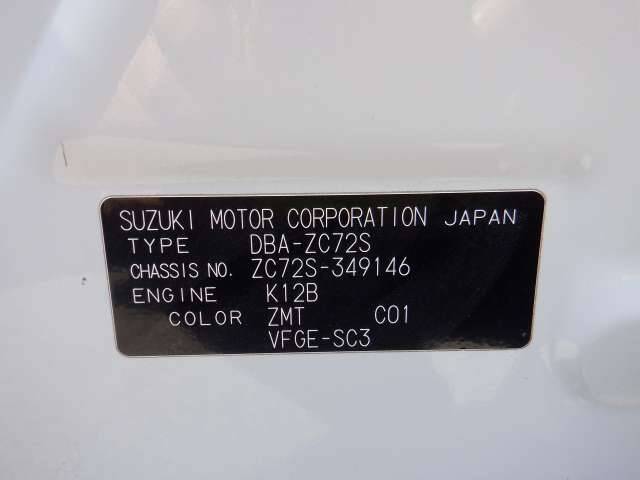 SUZUKI MOTOR CORPORATION JAPAN
TYPE DBA-ZC72S
CHASSIS NO. ZC72S-349146
ENGINE K12B
COLOR ZMT C01
VFGE-SC3